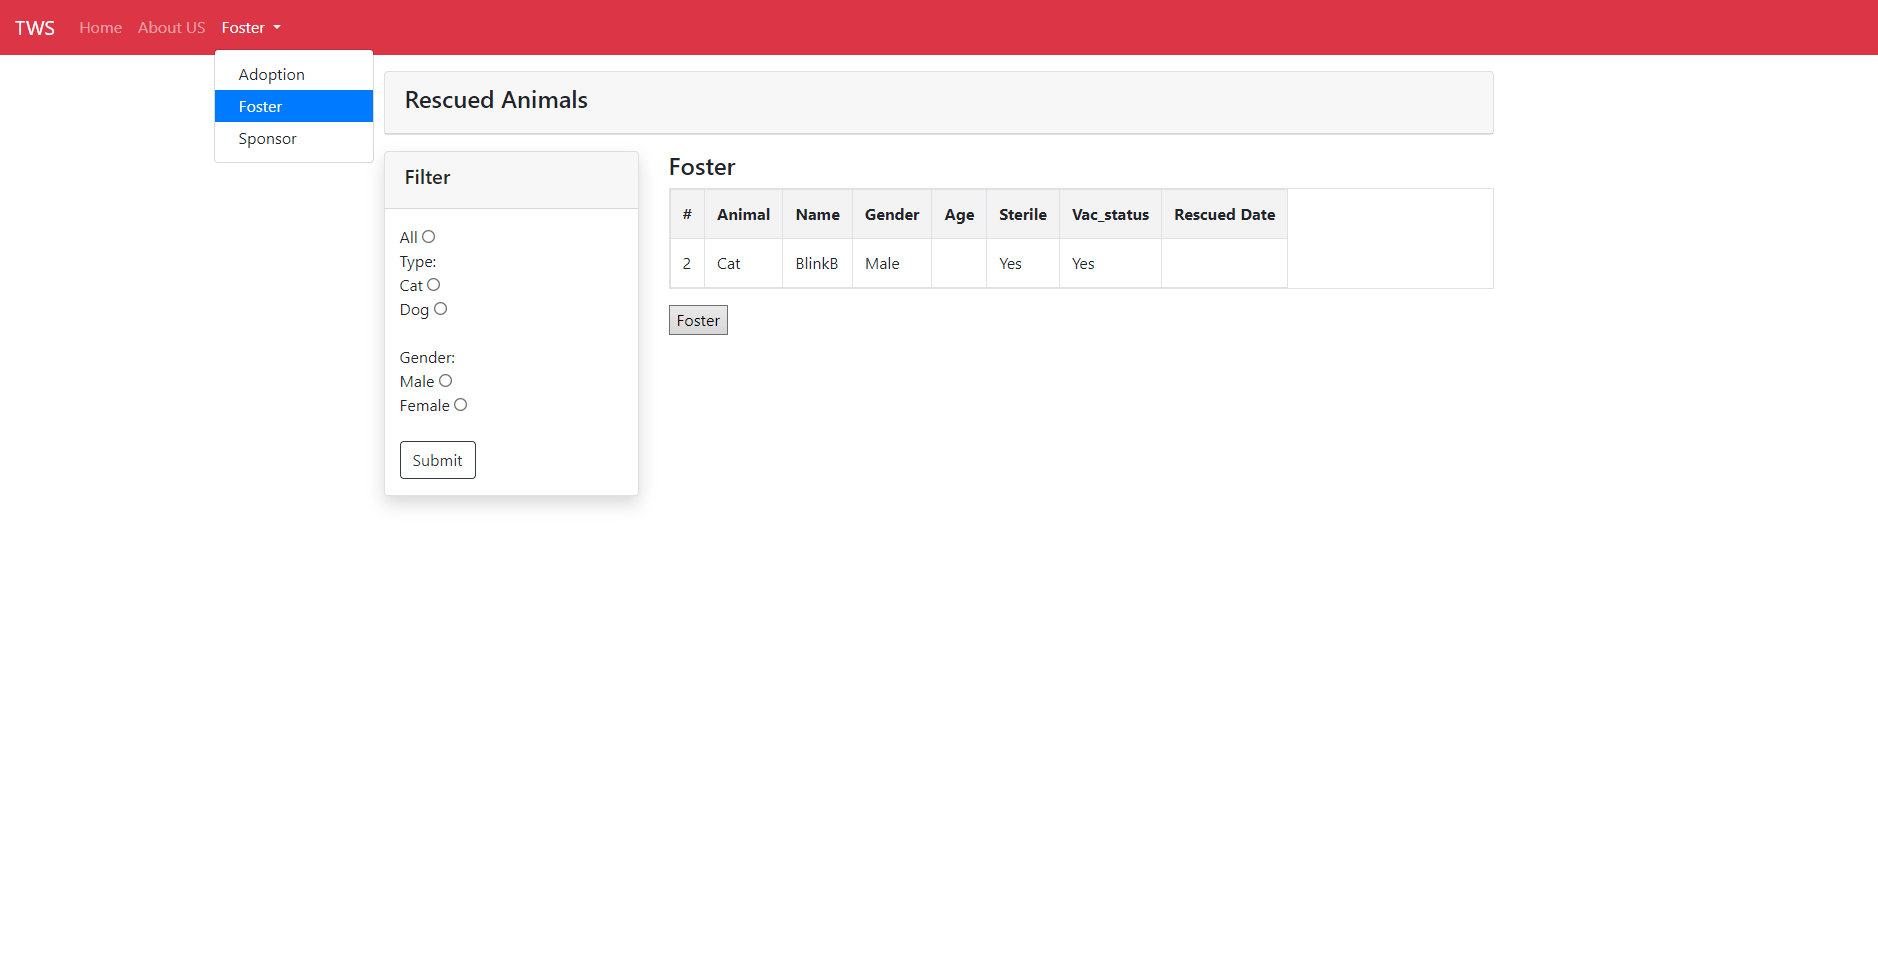 TWS Home About US Foster
Adoption
Foster
Sponsor
Rescued Animals
Filter
All
Type:
Cat
Dog
Gender:
Male
Female
Submit
Foster
# Animal Name Gender Age Sterile Vac_status Rescued Date
2 Cat BlinkB Male Yes Yes
Foster